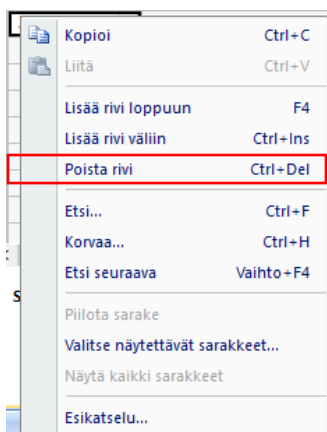 Kopioi Ctrl+C
Liitä Ctrl+V
Lisää rivi loppuun F4
Lisää rivi väliin Ctrl+Ins
Poista rivi Ctrl+Del
Etsi... Ctrl+F
Korvaa... Ctrl+H
Etsi seuraava Vaihto+F4
Piilota sarake
Valitse näytettävät sarakkeet...
Näytä kaikki sarakkeet
Esikatselu...